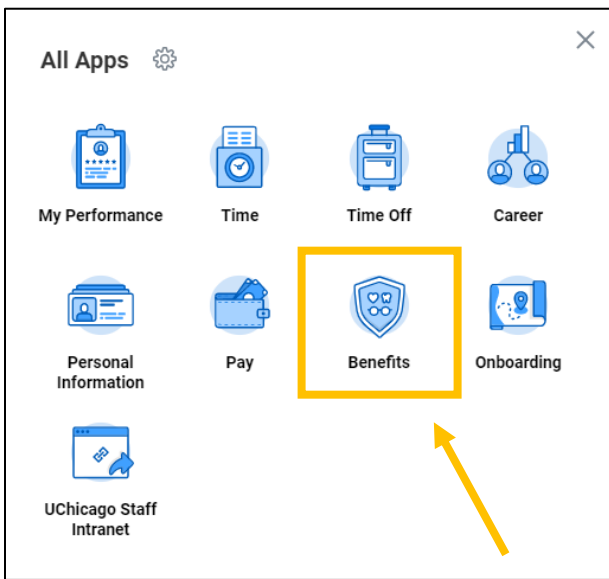 All Apps
My Performance
Time
Time Off
Career
Personal
Information
Pay
Benefits
Onboarding
UChicago Staff
Intranet